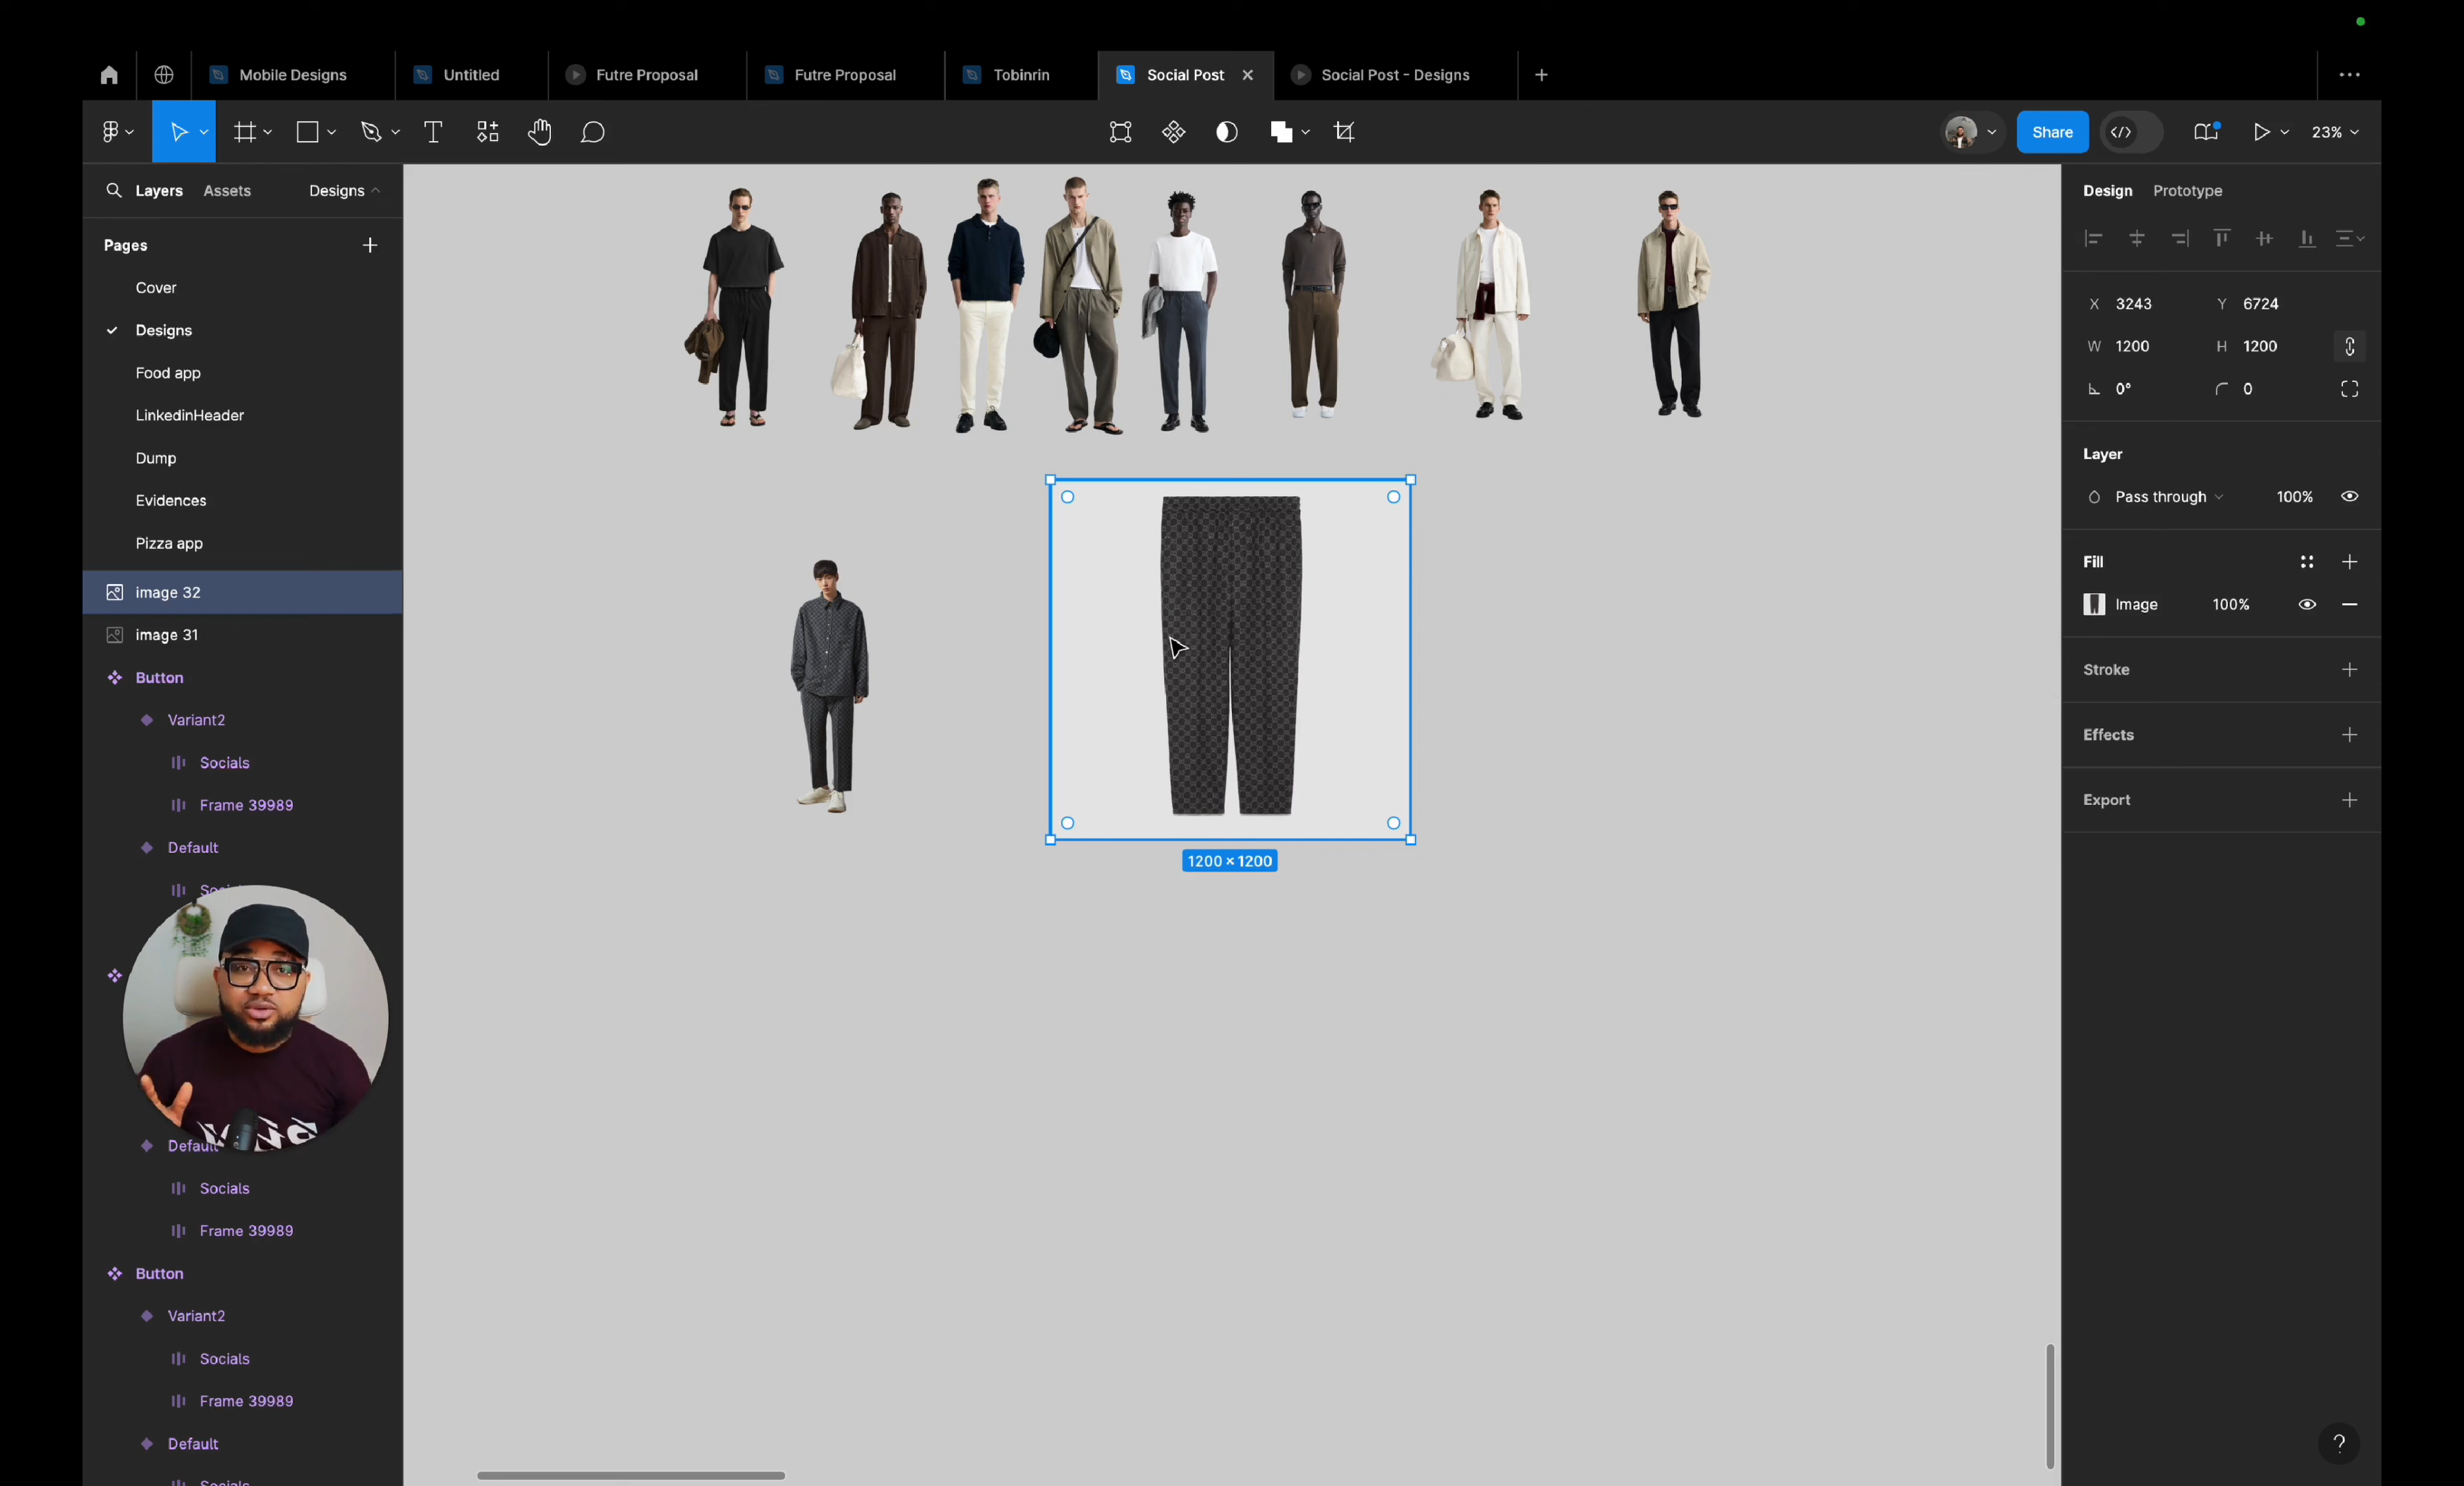 Mobile Designs
Untitled
Futre Proposal
Futre Proposal
Tobinrin
Social Post
Social Post - Designs
Share
23%
Layers
Assets
Designs
Design
Prototype
Pages
Cover
Designs
Food app
LinkedinHeader
Dump
Evidences
Pizza app
image 32
image 31
Button
Variant2
Socials
Frame 39989
Default
Default
Socials
Frame 39989
Button
Variant2
Socials
Frame 39989
Default
1200 × 1200
X 3243
Y 6724
W 1200
H 1200
0°
0
Layer
Pass through
100%
Fill
Image
100%
Stroke
Effects
Export
?